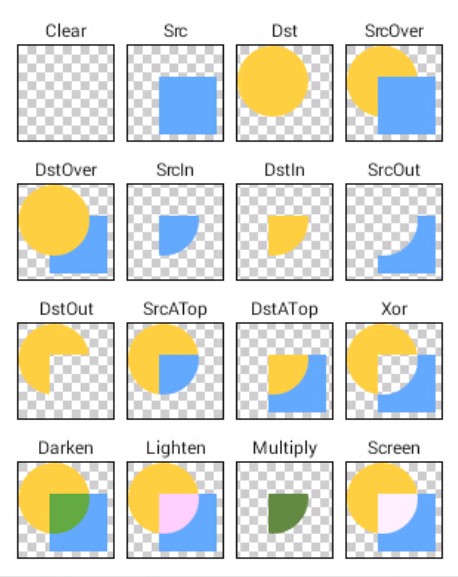 Clear Src Dst SrcOver
DstOver SrcIn DstIn SrcOut
DstOut SrcATop DstATop Xor
Darken Lighten Multiply Screen